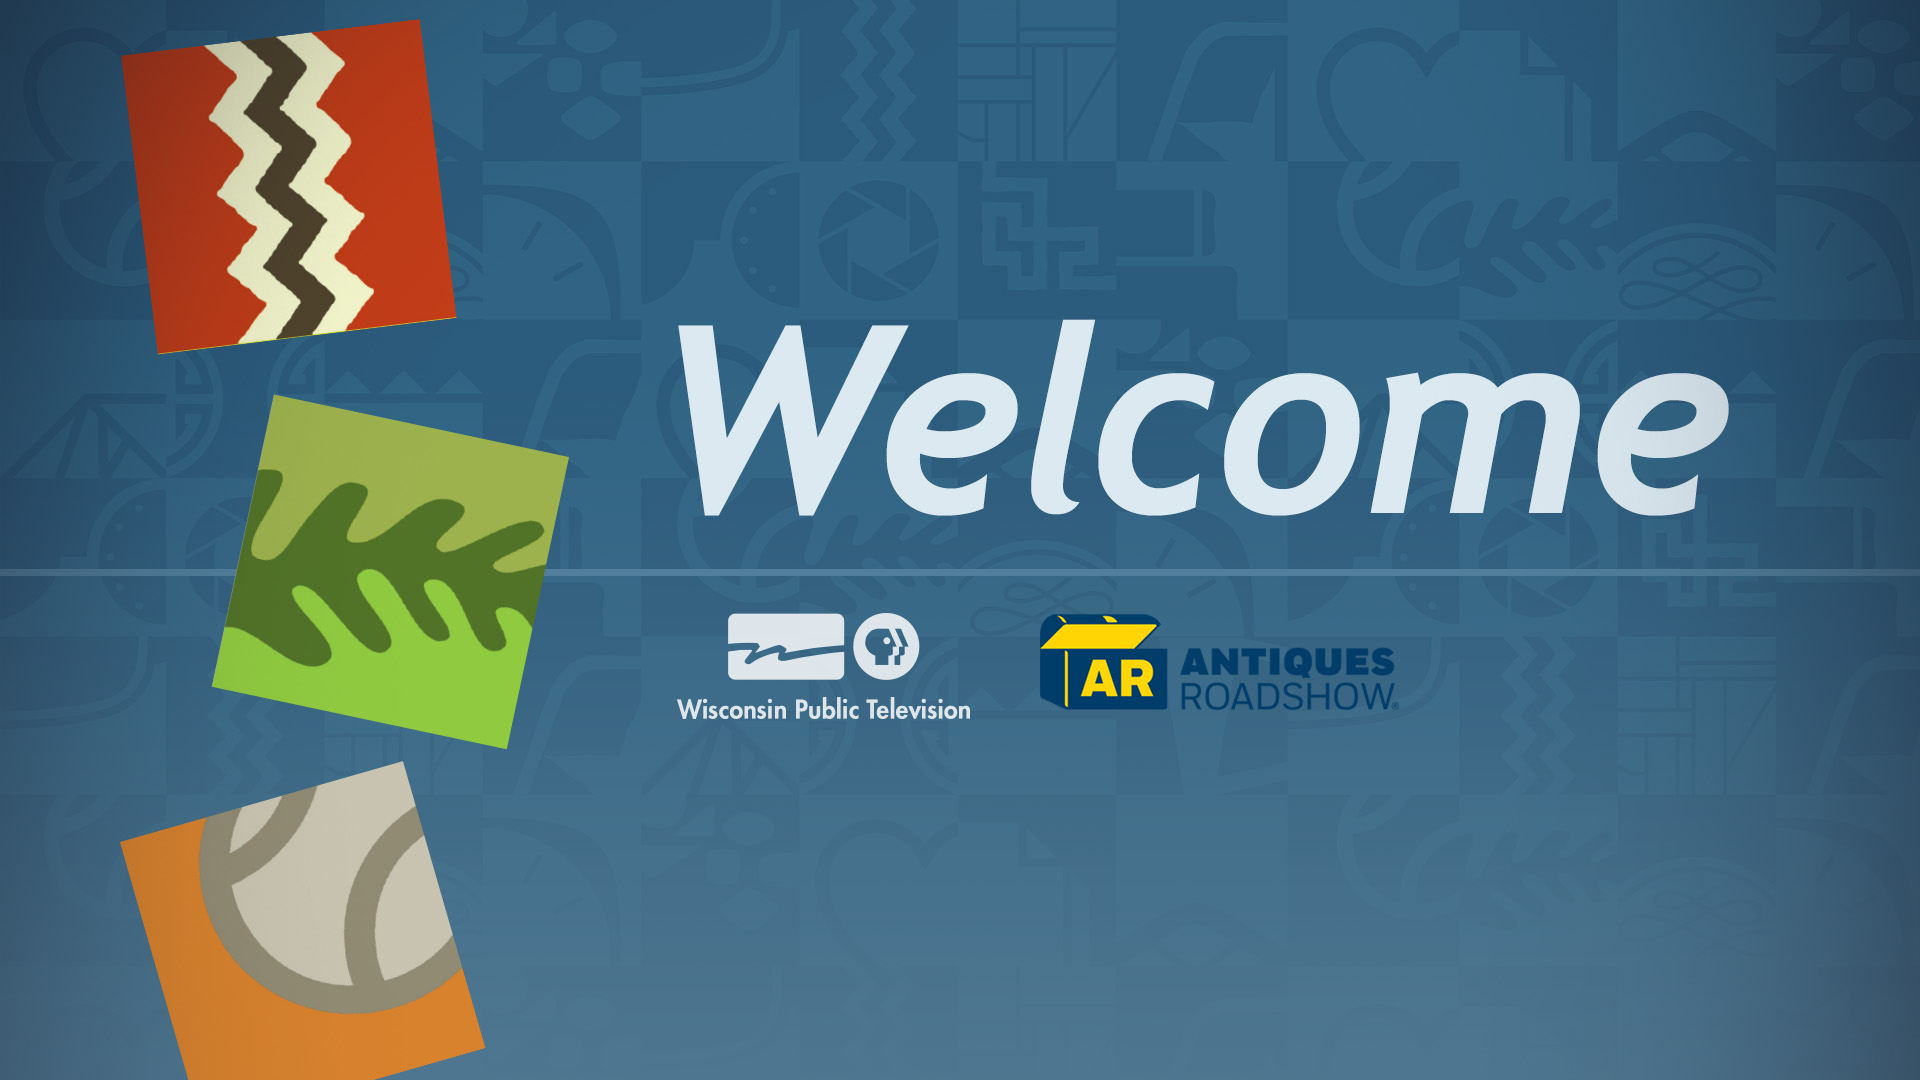 Welcome
Wisconsin Public Television
AR
ANTIQUES
ROADSHOW®